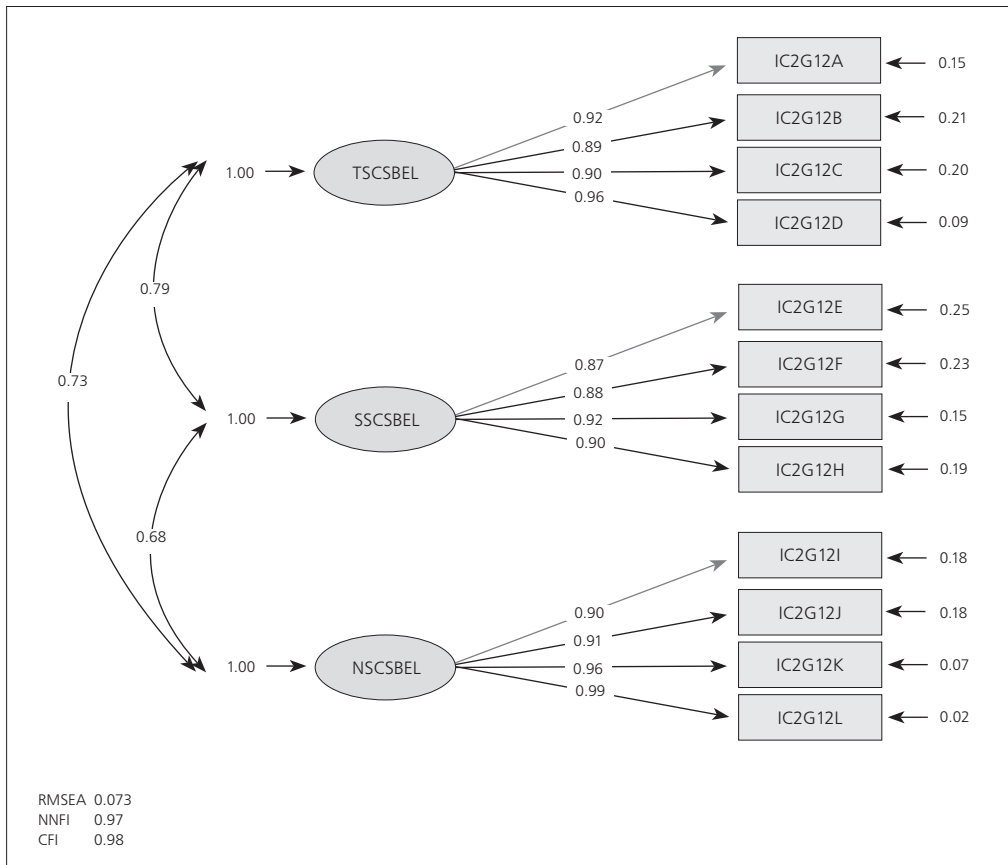 IC2G12A
0.15
0.92
IC2G12B
0.21
0.89
1.00
TSCSBEL
0.90
IC2G12C
0.20
0.96
IC2G12D
0.09
0.79
IC2G12E
0.25
0.87
IC2G12F
0.23
0.73
0.88
1.00
SSCSBEL
0.92
IC2G12G
0.15
0.90
IC2G12H
0.19
0.68
IC2G12I
0.18
0.90
IC2G12J
0.18
0.91
1.00
NSCSBEL
0.96
IC2G12K
0.07
0.99
IC2G12L
0.02
RMSEA 0.073
NNFI 0.97
CFI 0.98